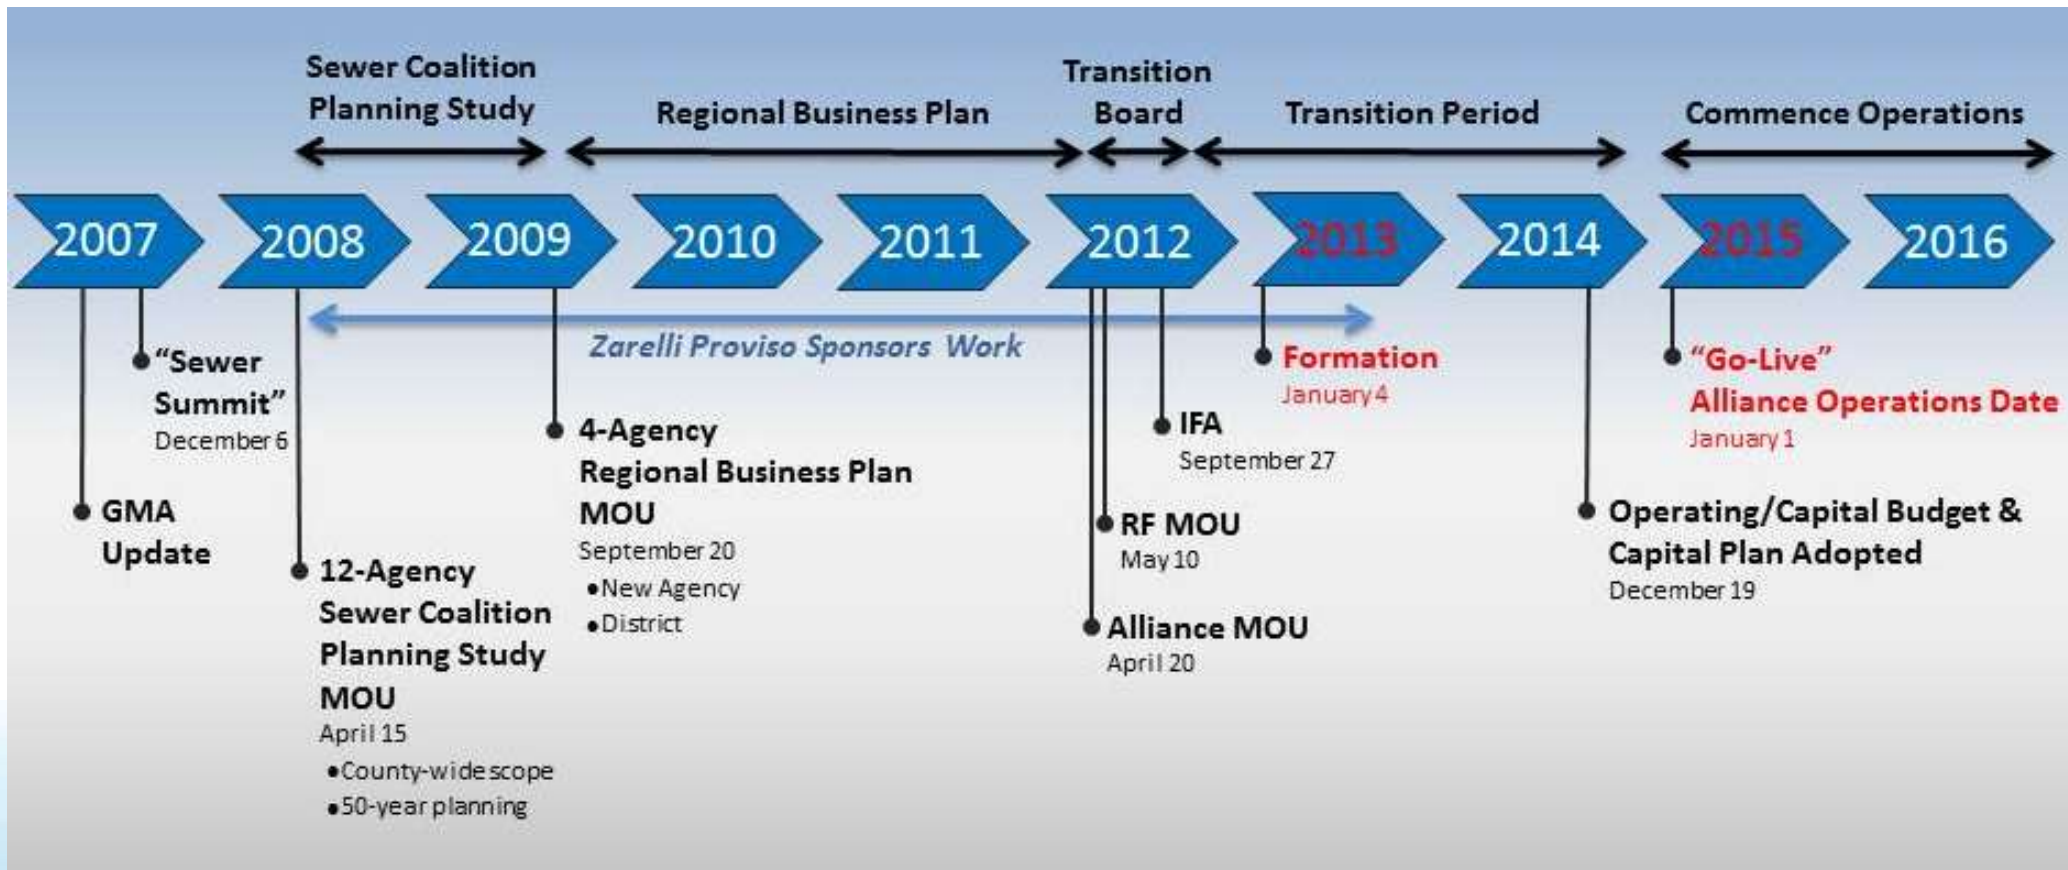 Sewer Coalition
Planning Study
Regional Business Plan
Transition
Board
Transition Period
Commence Operations
2007
2008
2009
2010
2011
2012
2013
2014
2015
2016
Zarelli Proviso Sponsors Work
“Sewer
Summit”
December 6
GMA
Update
12-Agency
Sewer Coalition
Planning Study
MOU
April 15
•County-wide scope
•50-year planning
4-Agency
Regional Business Plan
MOU
September 20
•New Agency
•District
Alliance MOU
April 20
RF MOU
May 10
IFA
September 27
Formation
January 4
Operating/Capital Budget &
Capital Plan Adopted
December 19
“Go-Live”
Alliance Operations Date
January 1